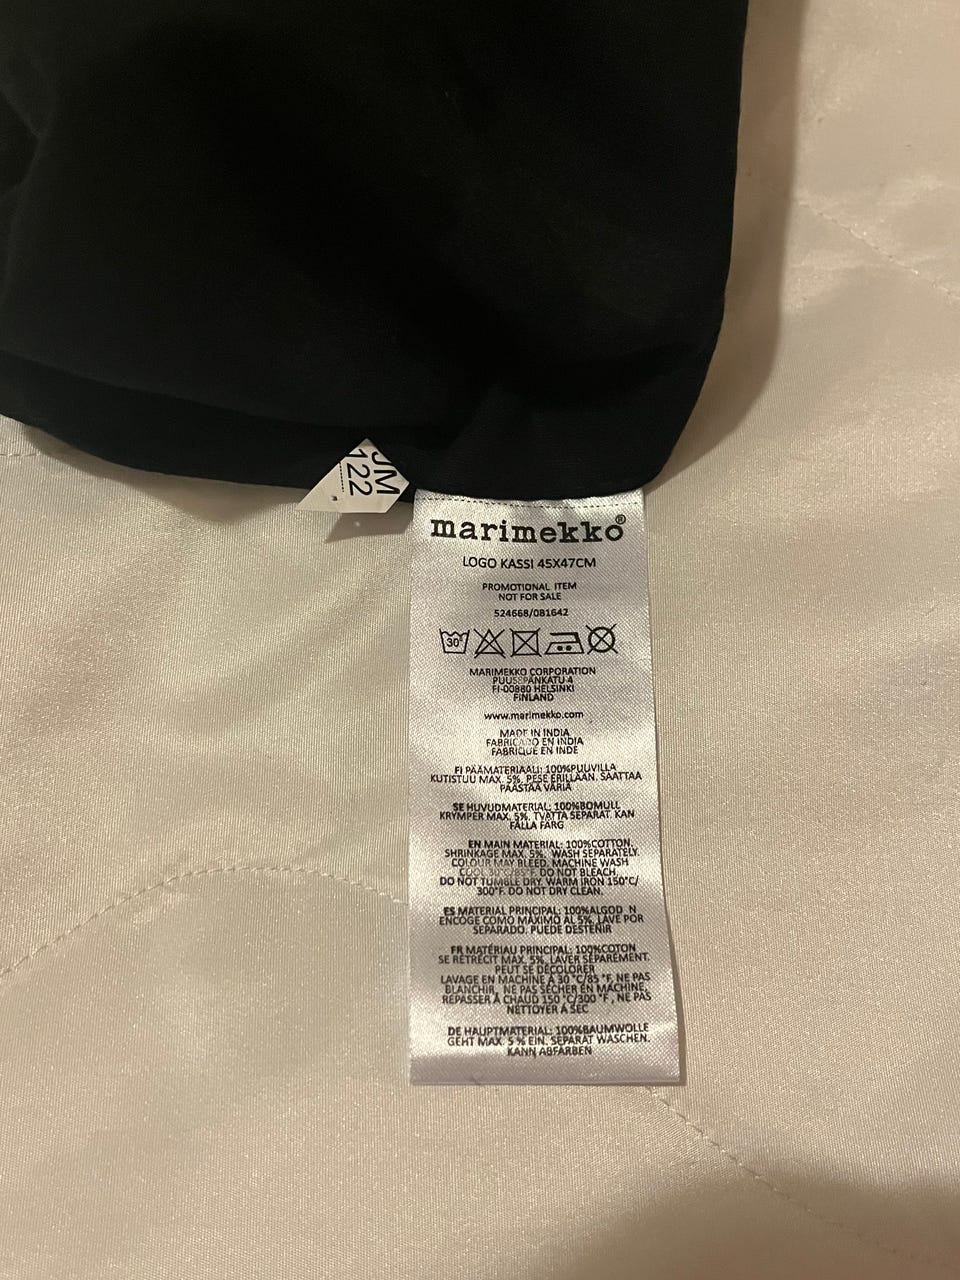 JM
122
marimekko®
LOGO KASSI 45X47CM
PROMOTIONAL ITEM
NOT FOR SALE
524668/0B1642
30°
MARIMEKKO CORPORATION
PUUSEPÄNKATU 4
FI-00880 HELSINKI
FINLAND
www.marimekko.com
MADE IN INDIA
FABRICADO EN INDIA
FABRIQUÉ EN INDE
FI PÄÄMATERIAALI: 100%PUUVILLA
KUTISTUU MAX. 5%. PESE ERILLÄÄN. SAATTAA
PÄÄSTÄÄ VÄRIÄ
SE HUVUDMATERIAL: 100%BOMULL
KRYMPER MAX. 5%. TVÄTTA SEPARAT. KAN
FÄLLA FÄRG
EN MAIN MATERIAL: 100%COTTON.
SHRINKAGE MAX. 5%. WASH SEPARATELY.
COLOUR MAY BLEED. MACHINE WASH
COOL 30°C/85°F. DO NOT BLEACH.
DO NOT TUMBLE DRY. WARM IRON 150°C/
300°F. DO NOT DRY CLEAN.
ES MATERIAL PRINCIPAL: 100%ALGOD N
ENCOGE COMO MÁXIMO AL 5%. LAVE POR
SEPARADO. PUEDE DESTEÑIR
FR MATÉRIAU PRINCIPAL: 100%COTON
SE RÉTRÉCIT MAX. 5%. LAVER SÉPARÉMENT.
PEUT SE DÉCOLORER
LAVAGE EN MACHINE À 30 °C/85 °F, NE PAS
BLANCHIR, NE PAS SÉCHER EN MACHINE,
REPASSER À CHAUD 150 °C/300 °F , NE PAS
NETTOYER À SEC
DE HAUPTMATERIAL: 100%BAUMWOLLE
GEHT MAX. 5 % EIN. SEPARAT WASCHEN.
KANN ABFÄRBEN